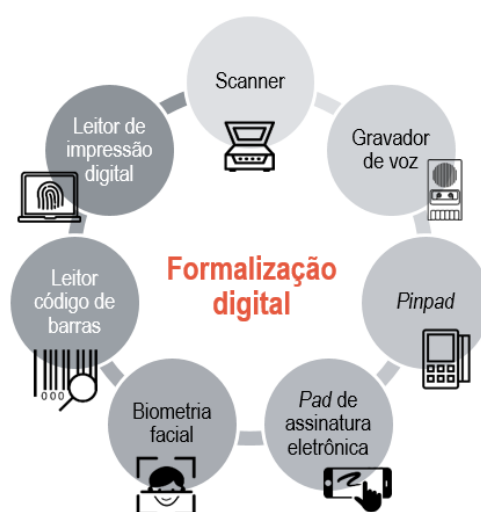 Scanner
Gravador
de voz
Pinpad
Pad de
assinatura
eletrônica
Biometria
facial
Leitor
código de
barras
Leitor de
impressão
digital
Formalização
digital